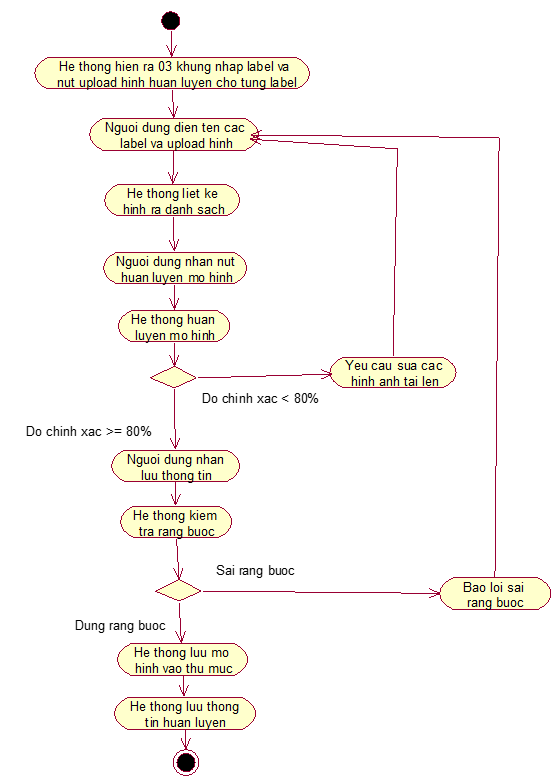 He thong hien ra 03 khung nhap label va
nut upload hinh huan luyen cho tung label
Nguoi dung dien ten cac
label va upload hinh
He thong liet ke
hinh ra danh sach
Nguoi dung nhan nut
huan luyen mo hinh
He thong huan
luyen mo hinh
Yeu cau sua cac
hinh anh tai len
Do chinh xac < 80%
Do chinh xac >= 80%
Nguoi dung nhan
luu thong tin
He thong kiem
tra rang buoc
Sai rang buoc
Bao loi sai
rang buoc
Dung rang buoc
He thong luu mo
hinh vao thu muc
He thong luu thong
tin huan luyen